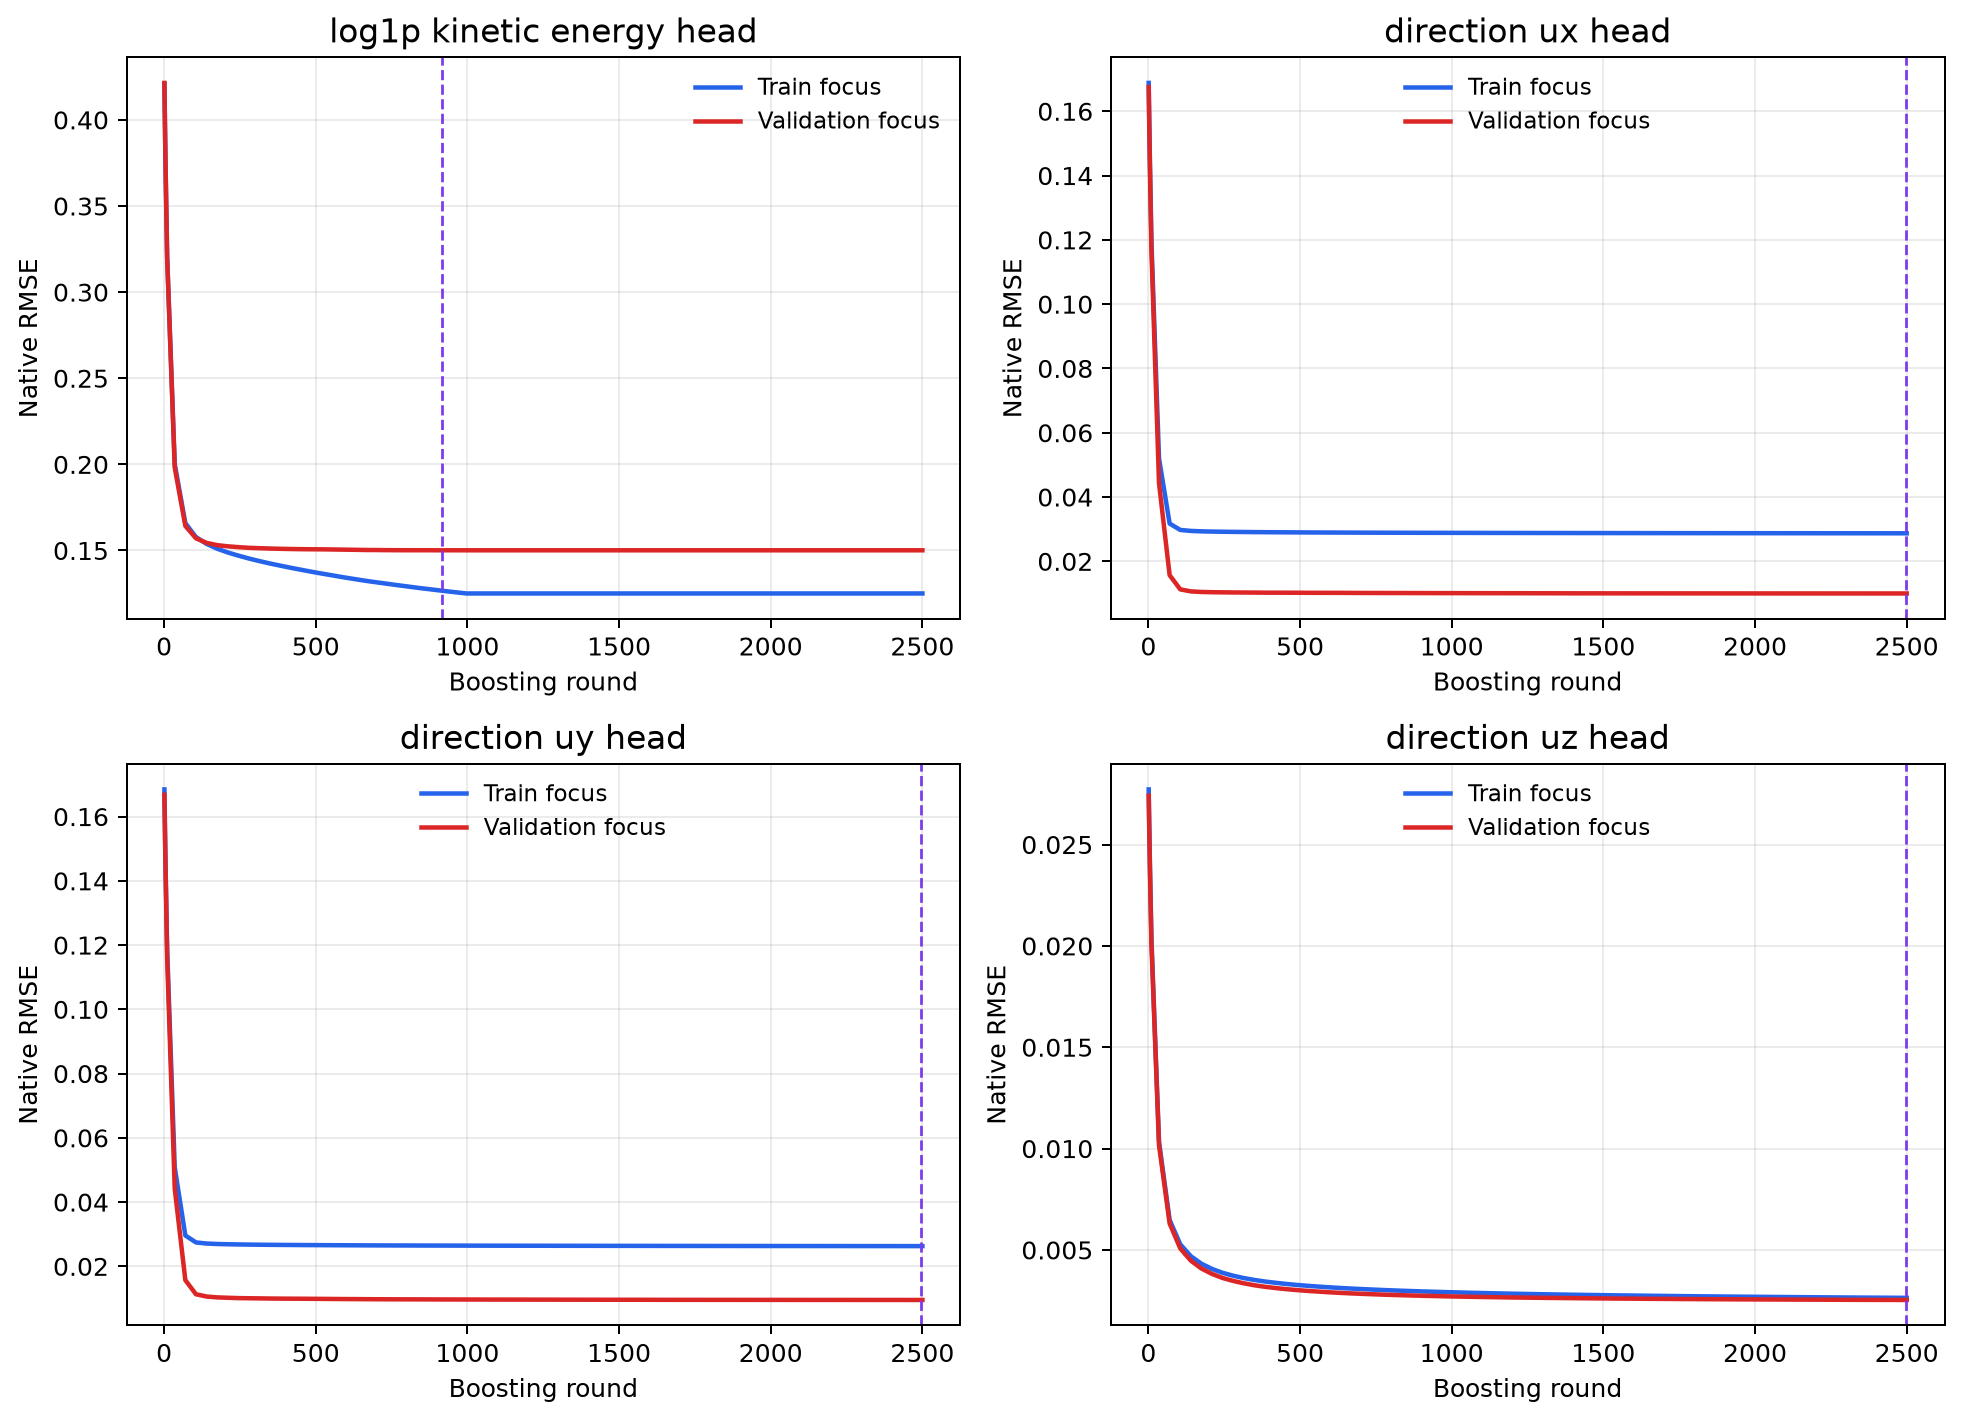 log1p kinetic energy head
Native RMSE
0.40
0.35
0.30
0.25
0.20
0.15
Train focus
Validation focus
0 500 1000 1500 2000 2500
Boosting round
direction ux head
Native RMSE
0.16
0.14
0.12
0.10
0.08
0.06
0.04
0.02
Train focus
Validation focus
0 500 1000 1500 2000 2500
Boosting round
direction uy head
Native RMSE
0.16
0.14
0.12
0.10
0.08
0.06
0.04
0.02
Train focus
Validation focus
0 500 1000 1500 2000 2500
Boosting round
direction uz head
Native RMSE
0.025
0.020
0.015
0.010
0.005
Train focus
Validation focus
0 500 1000 1500 2000 2500
Boosting round